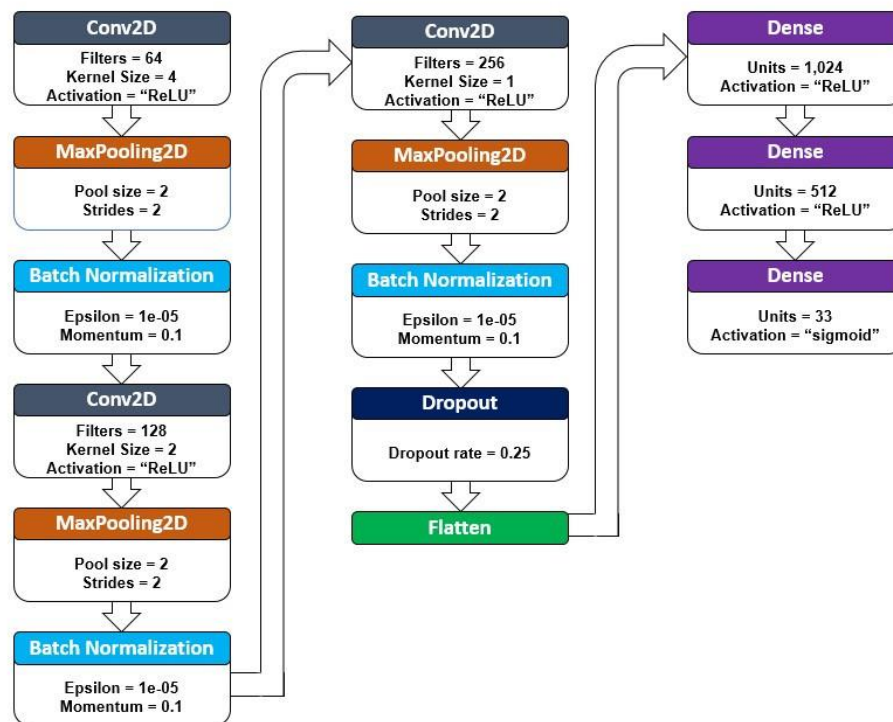 Conv2D
Filters = 64
Kernel Size = 4
Activation = “ReLU”
MaxPooling2D
Pool size = 2
Strides = 2
Batch Normalization
Epsilon = 1e-05
Momentum = 0.1
Conv2D
Filters = 128
Kernel Size = 2
Activation = “ReLU”
MaxPooling2D
Pool size = 2
Strides = 2
Batch Normalization
Epsilon = 1e-05
Momentum = 0.1
Conv2D
Filters = 256
Kernel Size = 1
Activation = “ReLU”
MaxPooling2D
Pool size = 2
Strides = 2
Batch Normalization
Epsilon = 1e-05
Momentum = 0.1
Dropout
Dropout rate = 0.25
Flatten
Dense
Units = 1,024
Activation = “ReLU”
Dense
Units = 512
Activation = “ReLU”
Dense
Units = 33
Activation = “sigmoid”